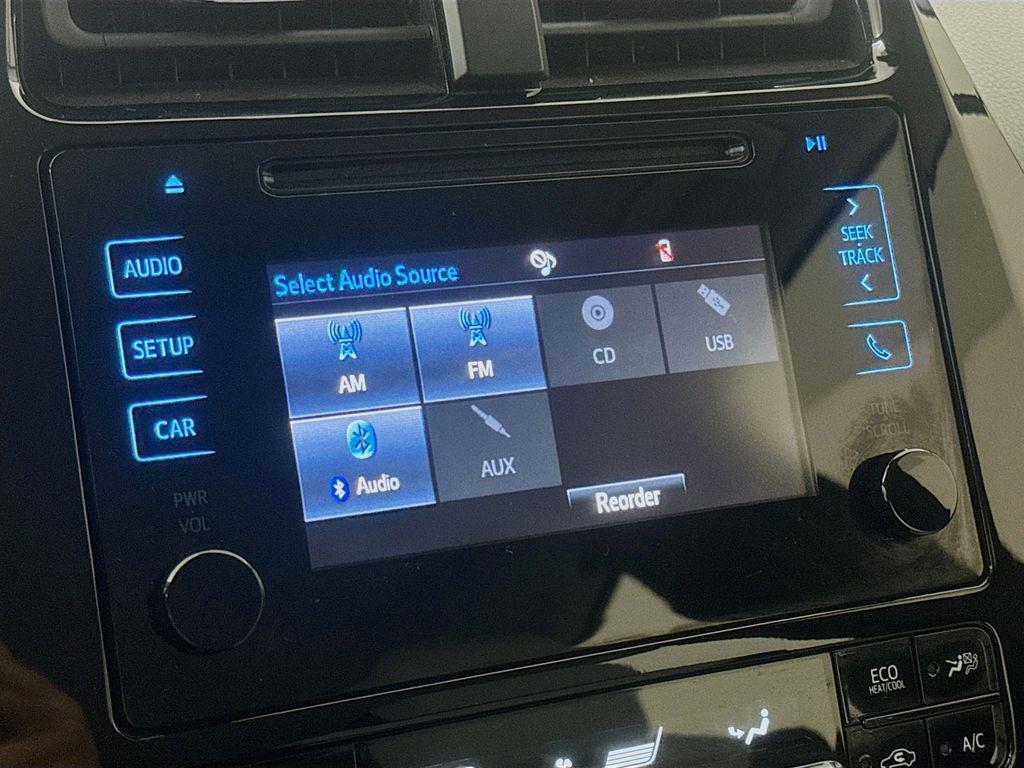 AUDIO
SETUP
CAR
PWR
VOL
Select Audio Source
AM
FM
CD
USB
Audio
AUX
Reorder
SEEK
TRACK
TUNE
SCROLL
ECO
HEAT/COOL
A/C